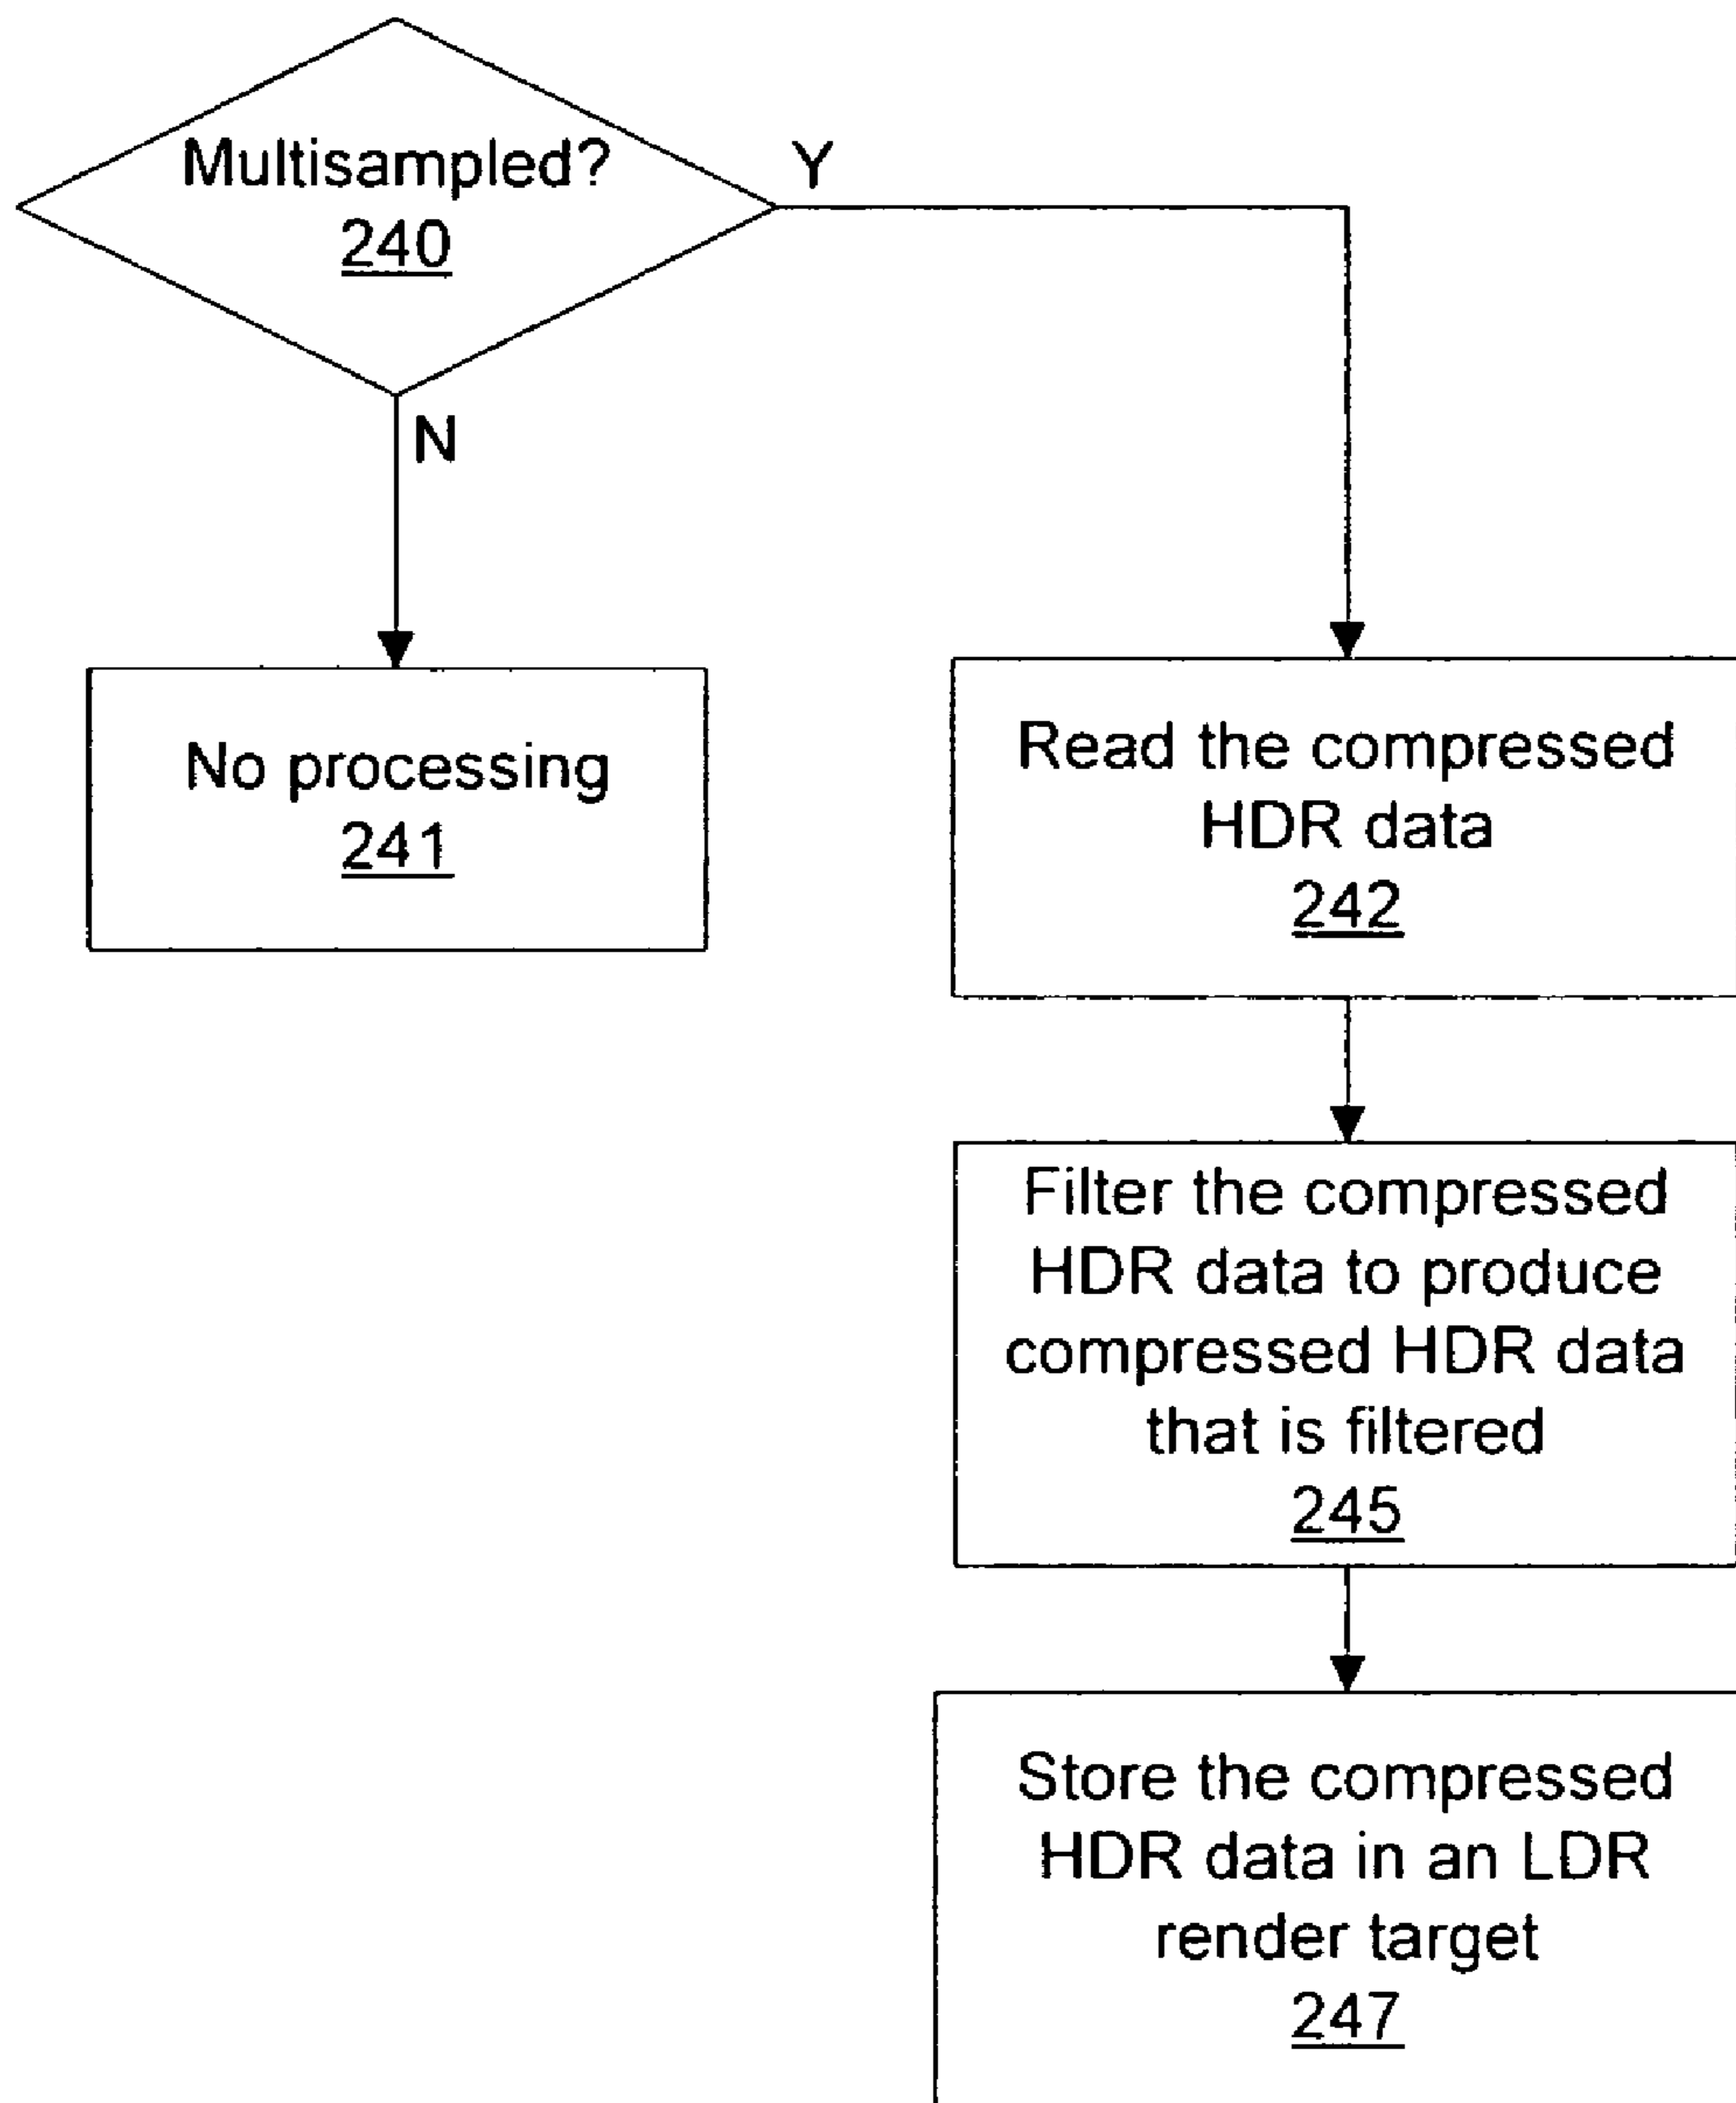 Multisampled?
240
Y
N
No processing
241
Read the compressed
HDR data
242
Filter the compressed
HDR data to produce
compressed HDR data
that is filtered
245
Store the compressed
HDR data in an LDR
render target
247